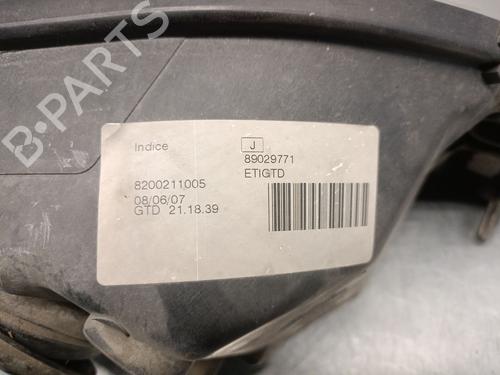 B-PARTS
Indice
J
89029771
8200211005
ETIGTD
08/06/07
GTD 21.18.39